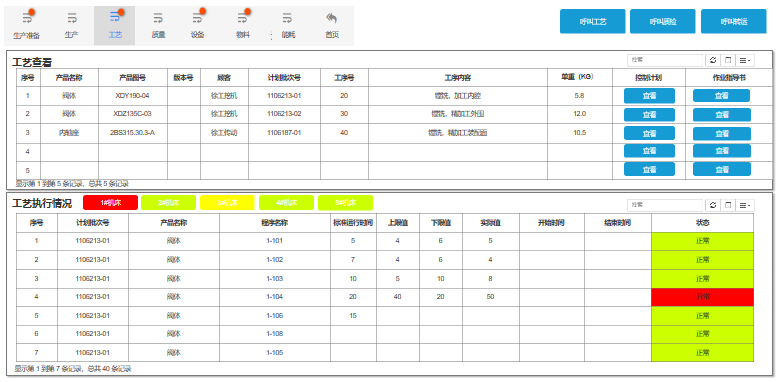 生产准备 生产 工艺 质量 设备 物料 能耗 首页
呼叫工艺 呼叫质检 呼叫转运
工艺查看
搜索
序号 产品名称 产品图号 版本号 顾客 计划批次号 工序号 工序内容 单重（KG） 控制计划 作业指导书
1 阀体 XDY190-04 徐工挖机 1106213-01 20 镗铣、加工内腔 5.8 查看 查看
2 阀体 XDZ135C-03 徐工挖机 1106213-02 30 镗铣、精加工外圆 12.0 查看 查看
3 内轴座 2BS315.30.3-A 徐工传动 1106187-01 40 镗铣、精加工装配面 10.5 查看 查看
4 查看 查看
5 查看 查看
显示第 1 到第 5 条记录，总共 5 条记录
工艺执行情况 1#机床 2#机床 3#机床 4#机床 5#机床
搜索
序号 计划批次号 产品名称 程序名称 标准运行时间 上限值 下限值 实际值 开始时间 结束时间 状态
1 1106213-01 阀体 1-101 5 4 6 5 正常
2 1106213-01 阀体 1-102 7 4 6 4 正常
3 1106213-01 阀体 1-103 10 5 10 8 正常
4 1106213-01 阀体 1-104 20 40 20 50
5 1106213-01 阀体 1-106 15 正常
6 1106213-01 阀体 1-108 正常
7 1106213-01 阀体 1-105 正常
显示第 1 到第 7 条记录，总共 40 条记录